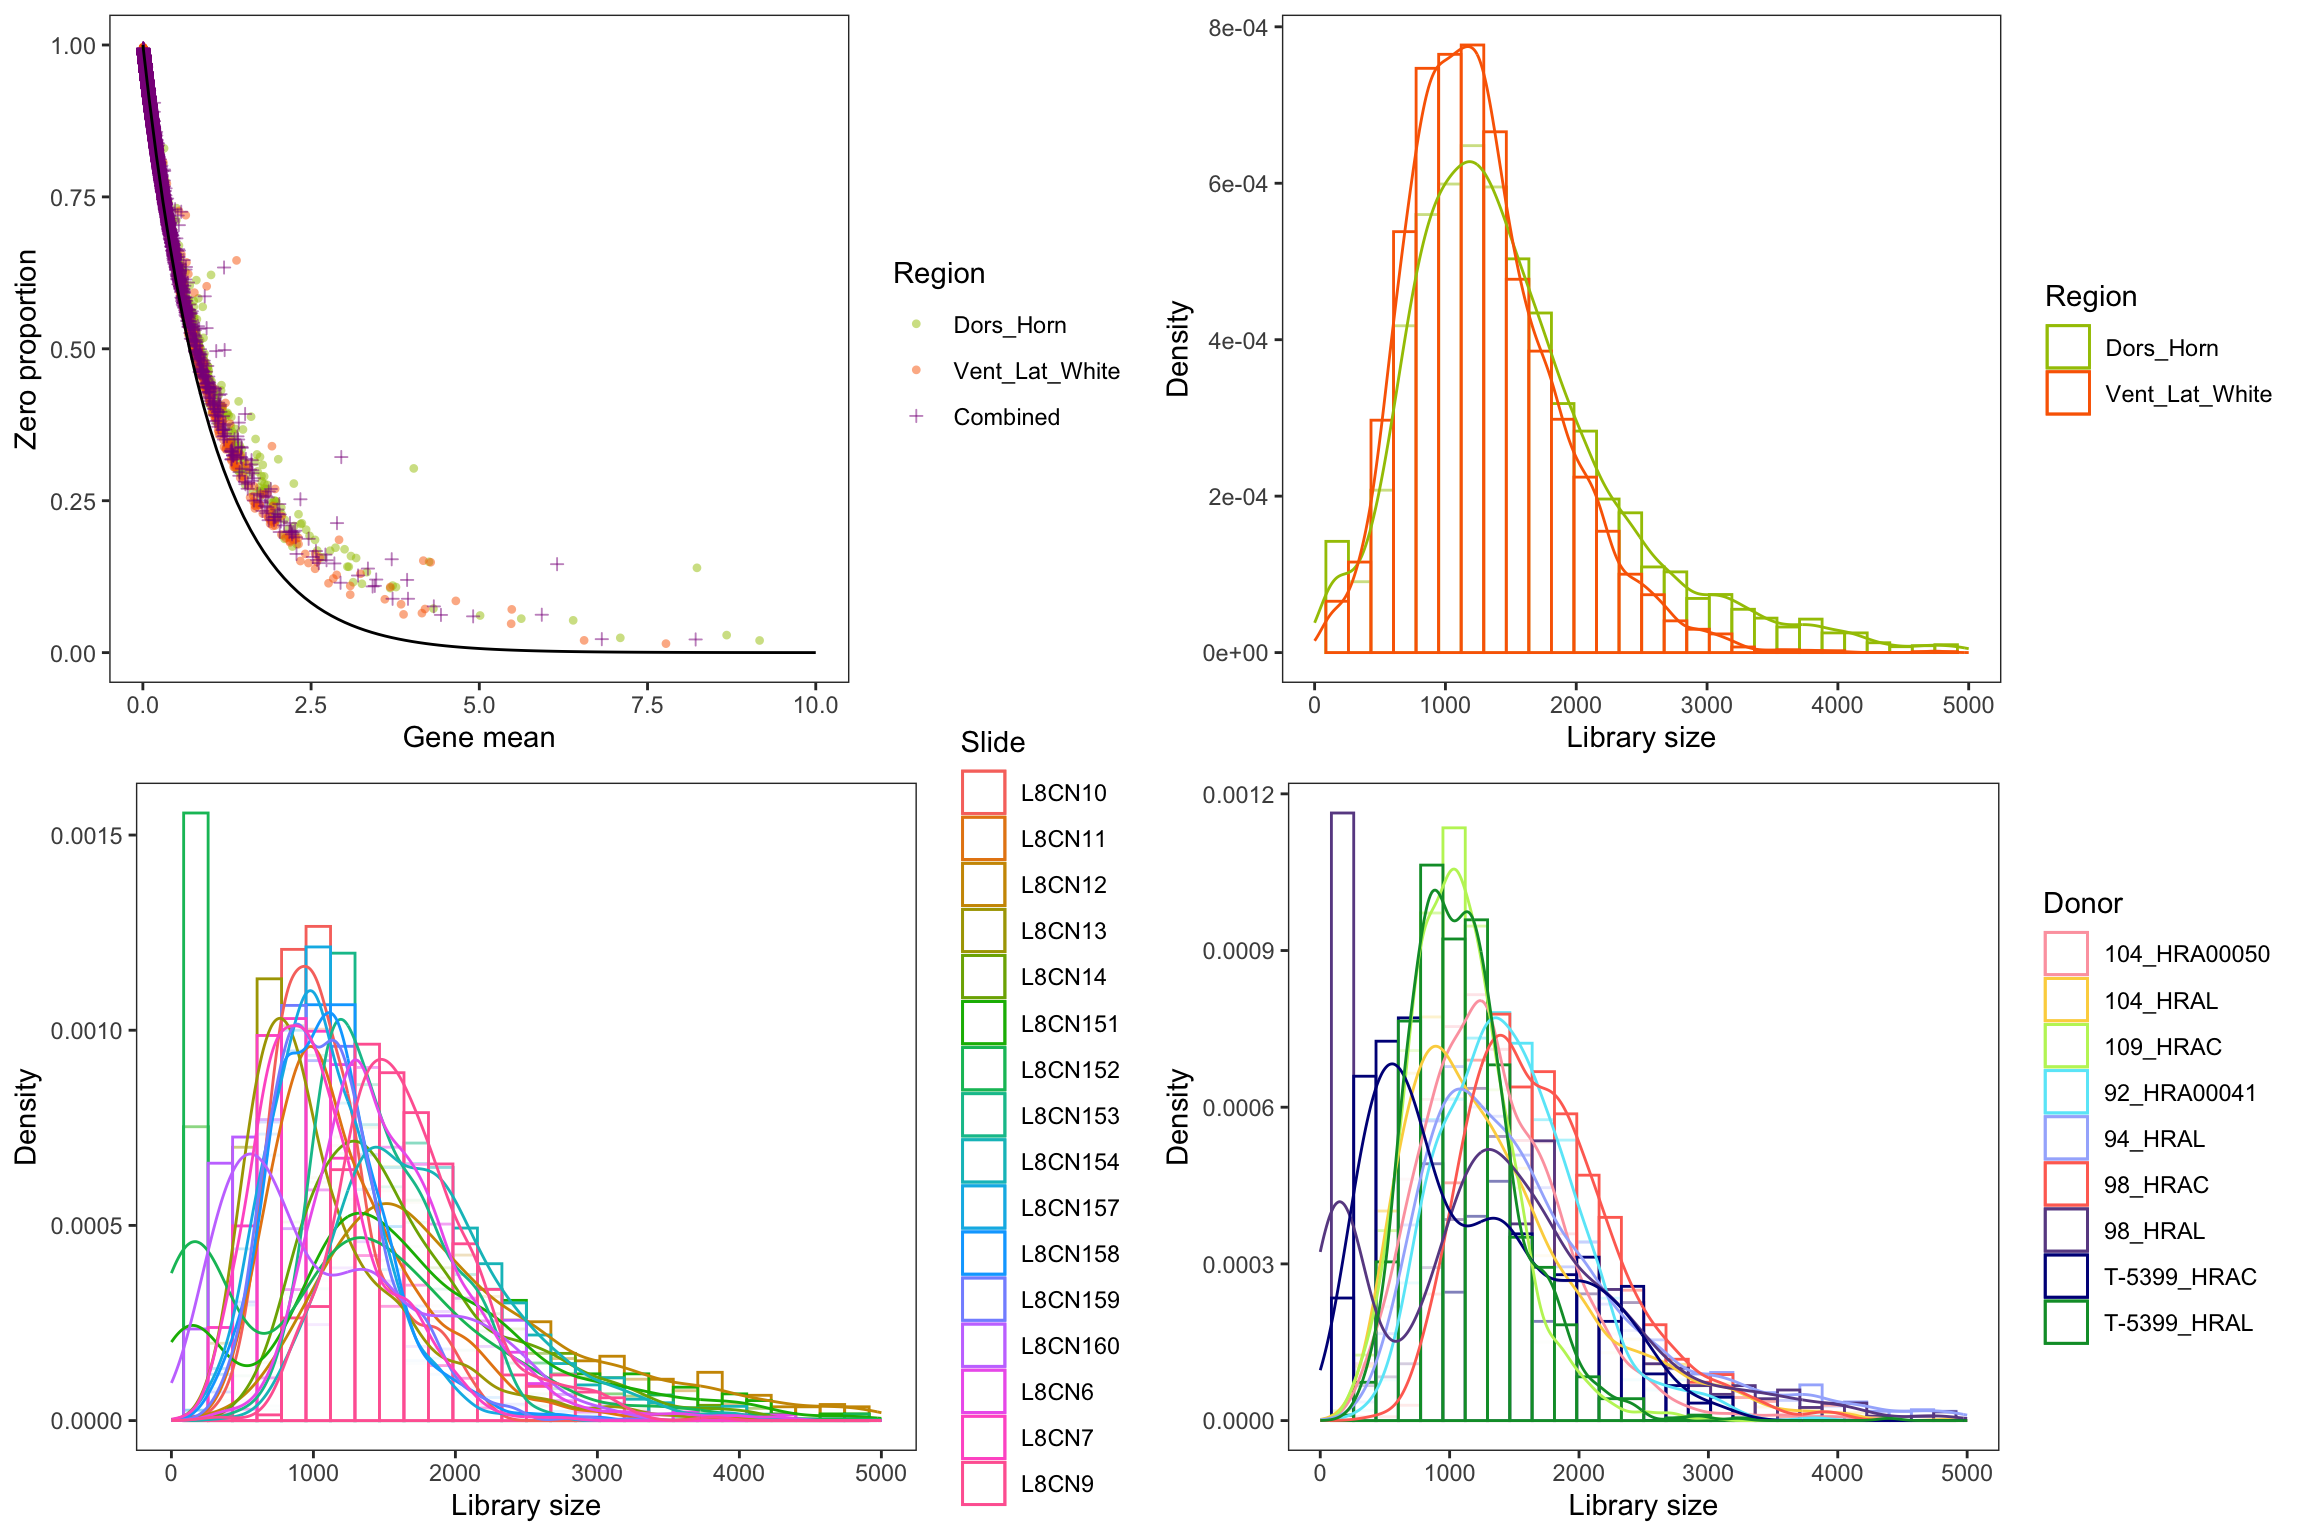 1.00
0.75
0.50
0.25
0.00
Zero proportion
0.0 2.5 5.0 7.5 10.0
Gene mean
Region
Dors_Horn
Vent_Lat_White
Combined
8e-04
6e-04
4e-04
2e-04
0e+00
Density
0 1000 2000 3000 4000 5000
Library size
Region
Dors_Horn
Vent_Lat_White
0.0015
0.0010
0.0005
0.0000
Density
0 1000 2000 3000 4000 5000
Library size
Slide
L8CN10
L8CN11
L8CN12
L8CN13
L8CN14
L8CN151
L8CN152
L8CN153
L8CN154
L8CN157
L8CN158
L8CN159
L8CN160
L8CN6
L8CN7
L8CN9
0.0012
0.0009
0.0006
0.0003
0.0000
Density
0 1000 2000 3000 4000 5000
Library size
Donor
104_HRA00050
104_HRAL
109_HRAC
92_HRA00041
94_HRAL
98_HRAC
98_HRAL
T-5399_HRAC
T-5399_HRAL